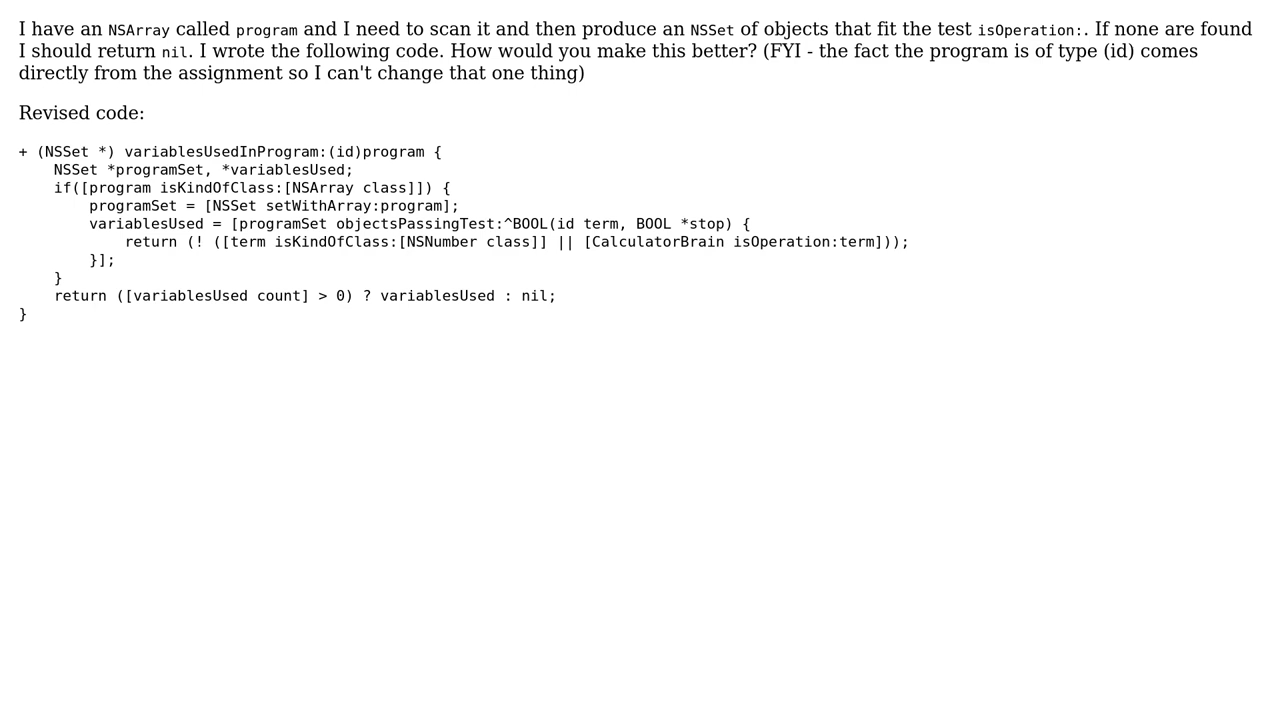 I have an NSArray called program and I need to scan it and then produce an NSSet of objects that fit the test isOperation:. If none are found
I should return nil. I wrote the following code. How would you make this better? (FYI - the fact the program is of type (id) comes
directly from the assignment so I can't change that one thing)
Revised code:
+ (NSSet *) variablesUsedInProgram:(id)program {
    NSSet *programSet, *variablesUsed;
    if([program isKindOfClass:[NSArray class]]) {
        programSet = [NSSet setWithArray:program];
        variablesUsed = [programSet objectsPassingTest:^BOOL(id term, BOOL *stop) {
            return (! ([term isKindOfClass:[NSNumber class]] || [CalculatorBrain isOperation:term]));
        }];
    }
    return ([variablesUsed count] > 0) ? variablesUsed : nil;
}